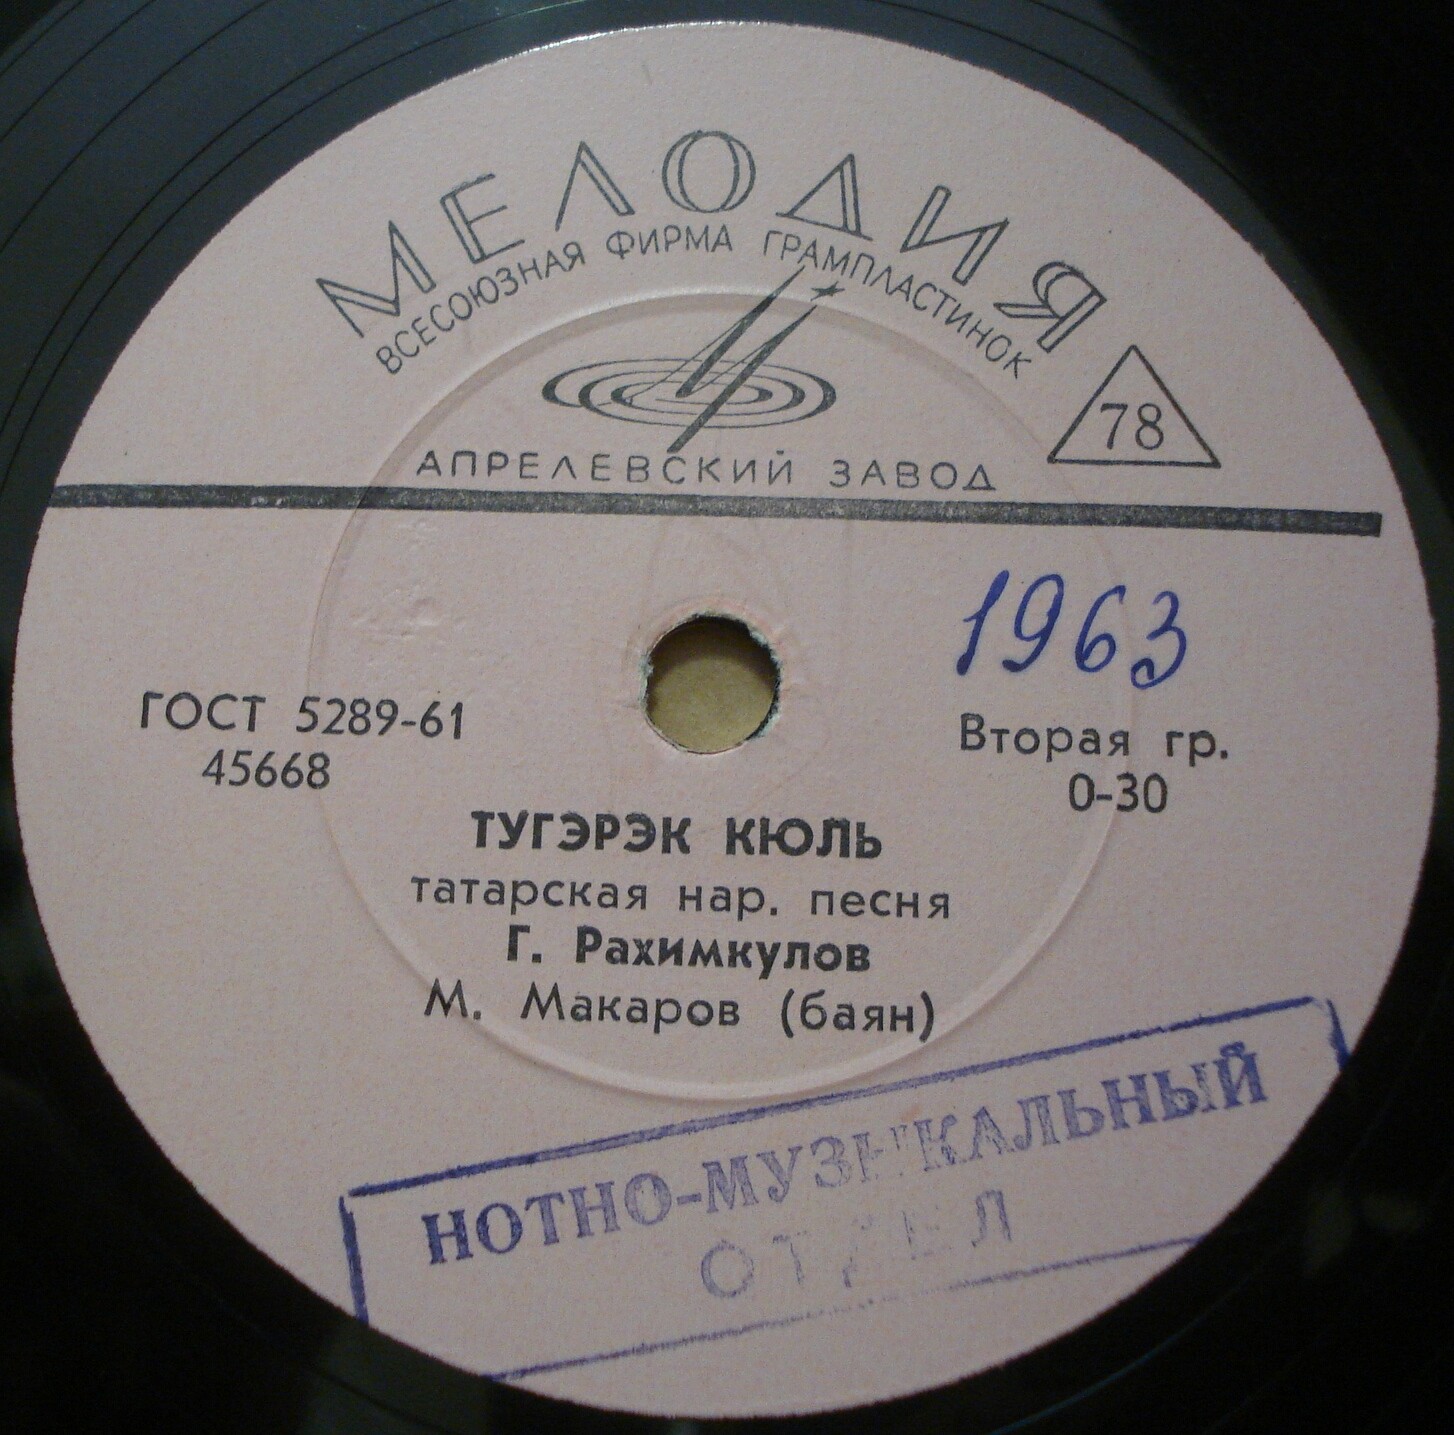 МЕЛОДИЯ
ВСЕСОЮЗНАЯ ФИРМА ГРАМПЛАСТИНОК
78
АПРЕЛЕВСКИЙ ЗАВОД
1963
ГОСТ 5289-61
45668
Вторая гр.
0-30
ТУГЭРЭК КЮЛЬ
татарская нар. песня
Г. Рахимкулов
М. Макаров (баян)
НОТНО-МУЗЫКАЛЬНЫЙ
ОТДЕЛ